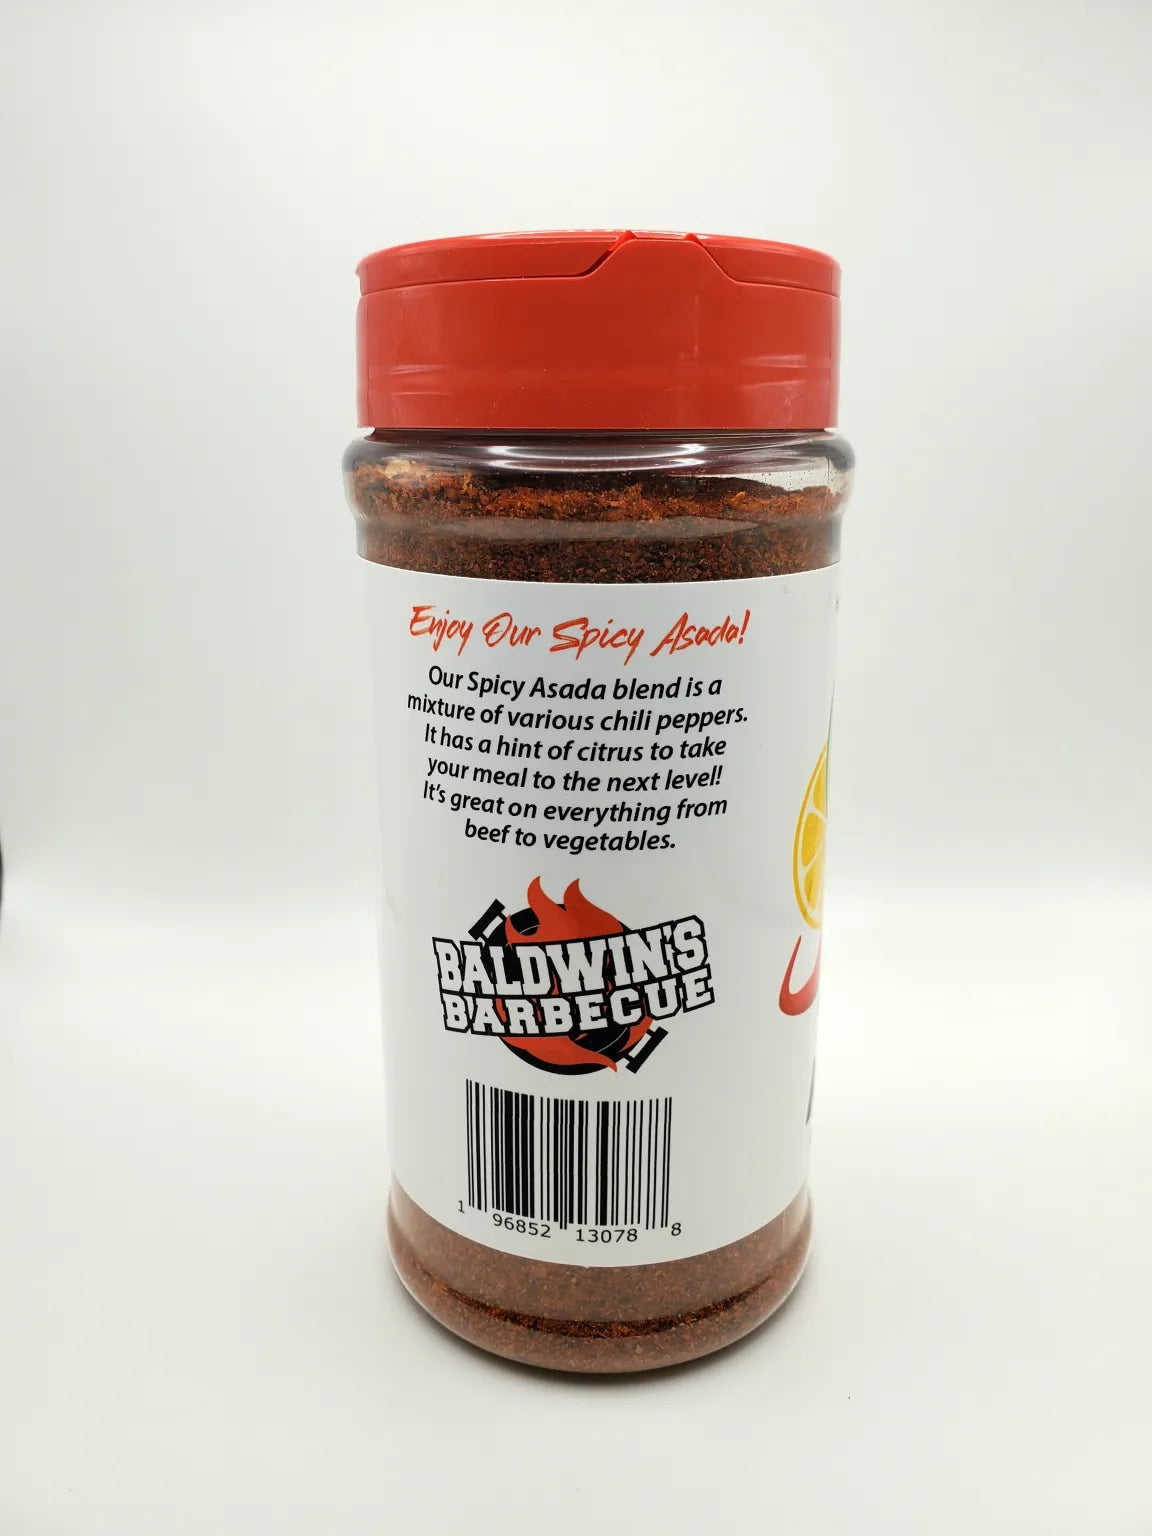 Enjoy Our Spicy Asada!
Our Spicy Asada blend is a
mixture of various chili peppers.
It has a hint of citrus to take
your meal to the next level!
It's great on everything from
beef to vegetables.
BALDWIN'S
BARBECUE
1 96852 13078 8